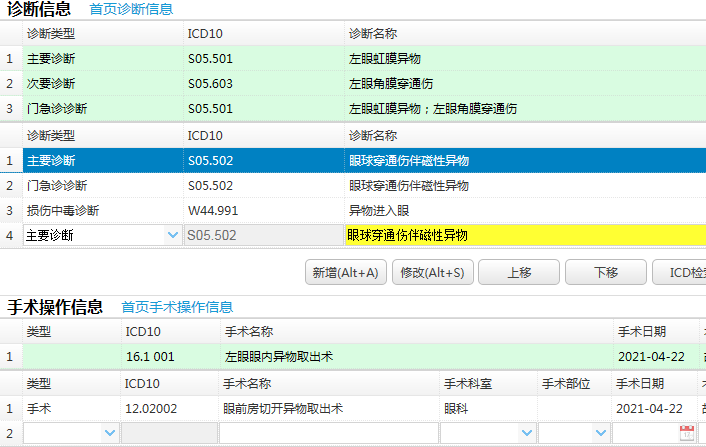 诊断信息 首页诊断信息
诊断类型 ICD10 诊断名称
1 主要诊断 S05.501 左眼虹膜异物
2 次要诊断 S05.603 左眼角膜穿通伤
3 门急诊诊断 S05.501 左眼虹膜异物；左眼角膜穿通伤
诊断类型 ICD10 诊断名称
1 主要诊断 S05.502 眼球穿通伤伴磁性异物
2 门急诊诊断 S05.502 眼球穿通伤伴磁性异物
3 损伤中毒诊断 W44.991 异物进入眼
4 主要诊断 S05.502 眼球穿通伤伴磁性异物
新增(Alt+A) 修改(Alt+S) 上移 下移 ICD检
手术操作信息 首页手术操作信息
类型 ICD10 手术名称 手术日期
1 16.1 001 左眼眼内异物取出术 2021-04-22
类型 ICD10 手术名称 手术科室 手术部位 手术日期
1 手术 12.02002 眼前房切开异物取出术 眼科 2021-04-22
2